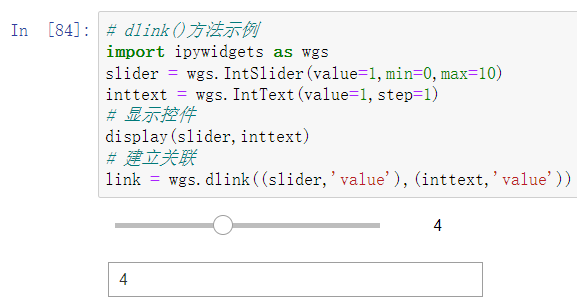 In [84]: # dlink()方法示例
import ipywidgets as wgs
slider = wgs.IntSlider(value=1,min=0,max=10)
inttext = wgs.IntText(value=1,step=1)
# 显示控件
display(slider,inttext)
# 建立关联
link = wgs.dlink((slider,'value'),(inttext,'value'))
4
4